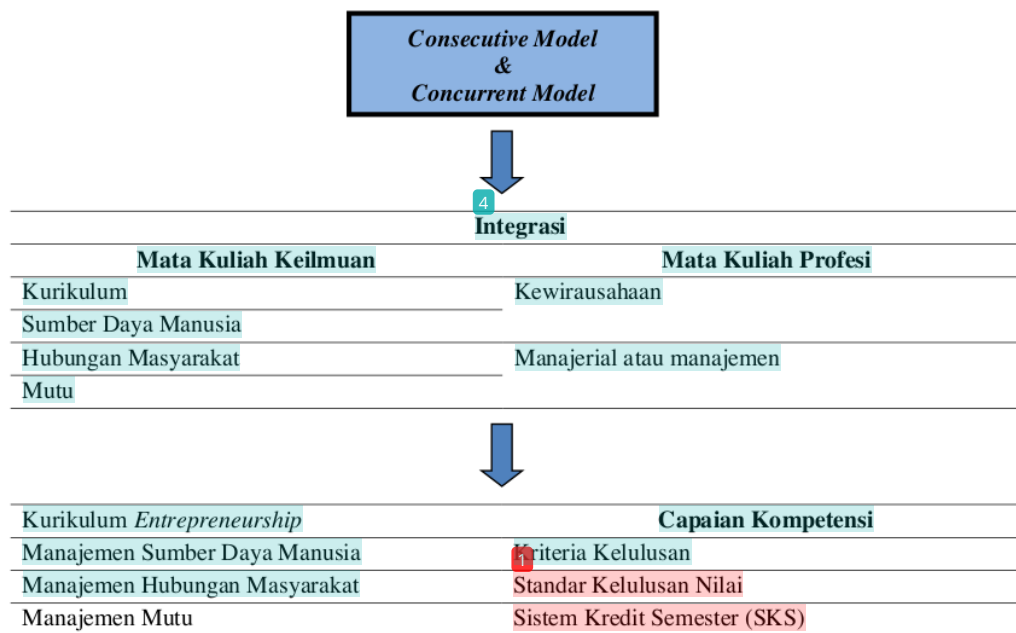 Consecutive Model
&
Concurrent Model
4
Integrasi
Mata Kuliah Keilmuan Mata Kuliah Profesi
Kurikulum Kewirausahaan
Sumber Daya Manusia
Hubungan Masyarakat Manajerial atau manajemen
Mutu
Kurikulum Entrepreneurship Capaian Kompetensi
Manajemen Sumber Daya Manusia Kriteria Kelulusan
1
Manajemen Hubungan Masyarakat Standar Kelulusan Nilai
Manajemen Mutu Sistem Kredit Semester (SKS)